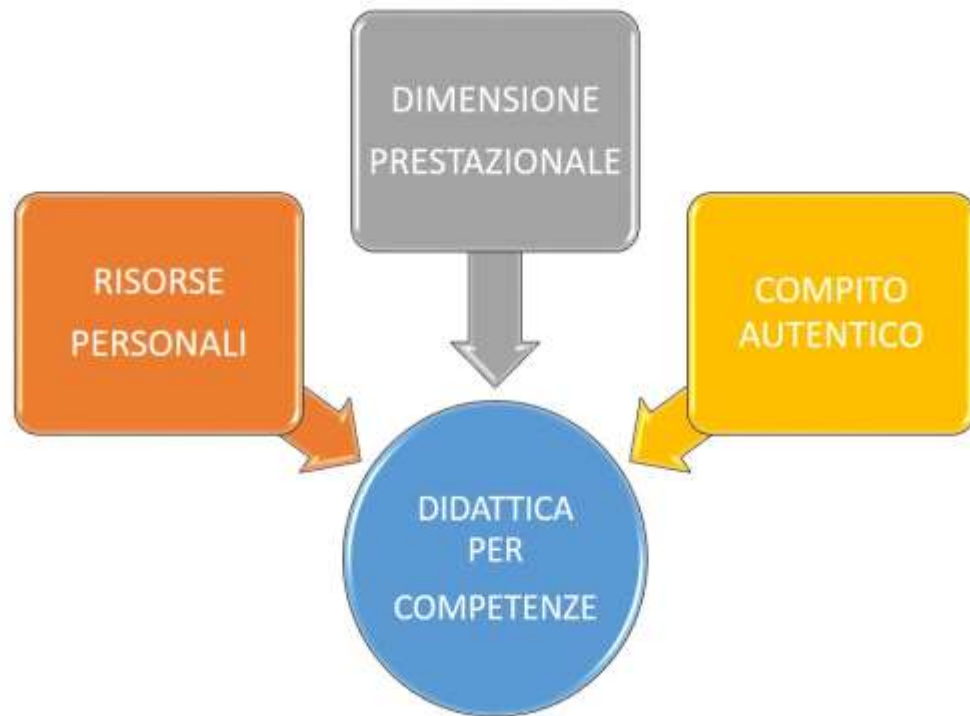 DIMENSIONE
PRESTAZIONALE
RISORSE
PERSONALI
COMPITO
AUTENTICO
DIDATTICA
PER
COMPETENZE